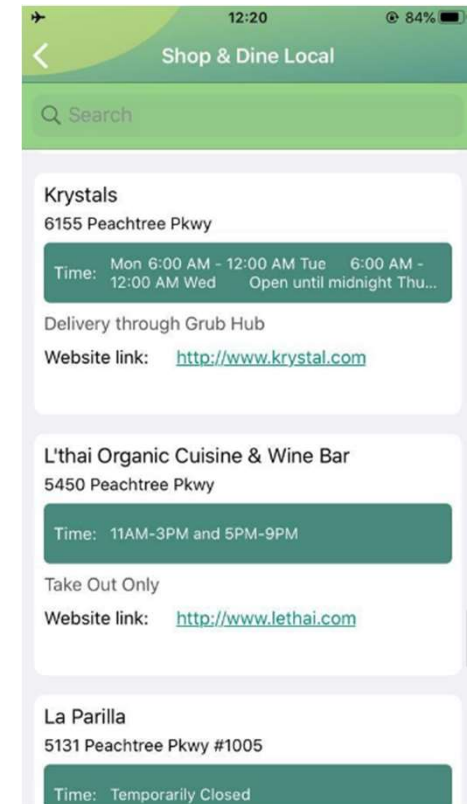 12:20
84%
Shop & Dine Local
Search
Krystals
6155 Peachtree Pkwy
Time: Mon 6:00 AM - 12:00 AM Tue 6:00 AM -
12:00 AM Wed Open until midnight Thu...
Delivery through Grub Hub
Website link: http://www.krystal.com
L'thai Organic Cuisine & Wine Bar
5450 Peachtree Pkwy
Time: 11AM-3PM and 5PM-9PM
Take Out Only
Website link: http://www.lethai.com
La Parilla
5131 Peachtree Pkwy #1005
Time: Temporarily Closed